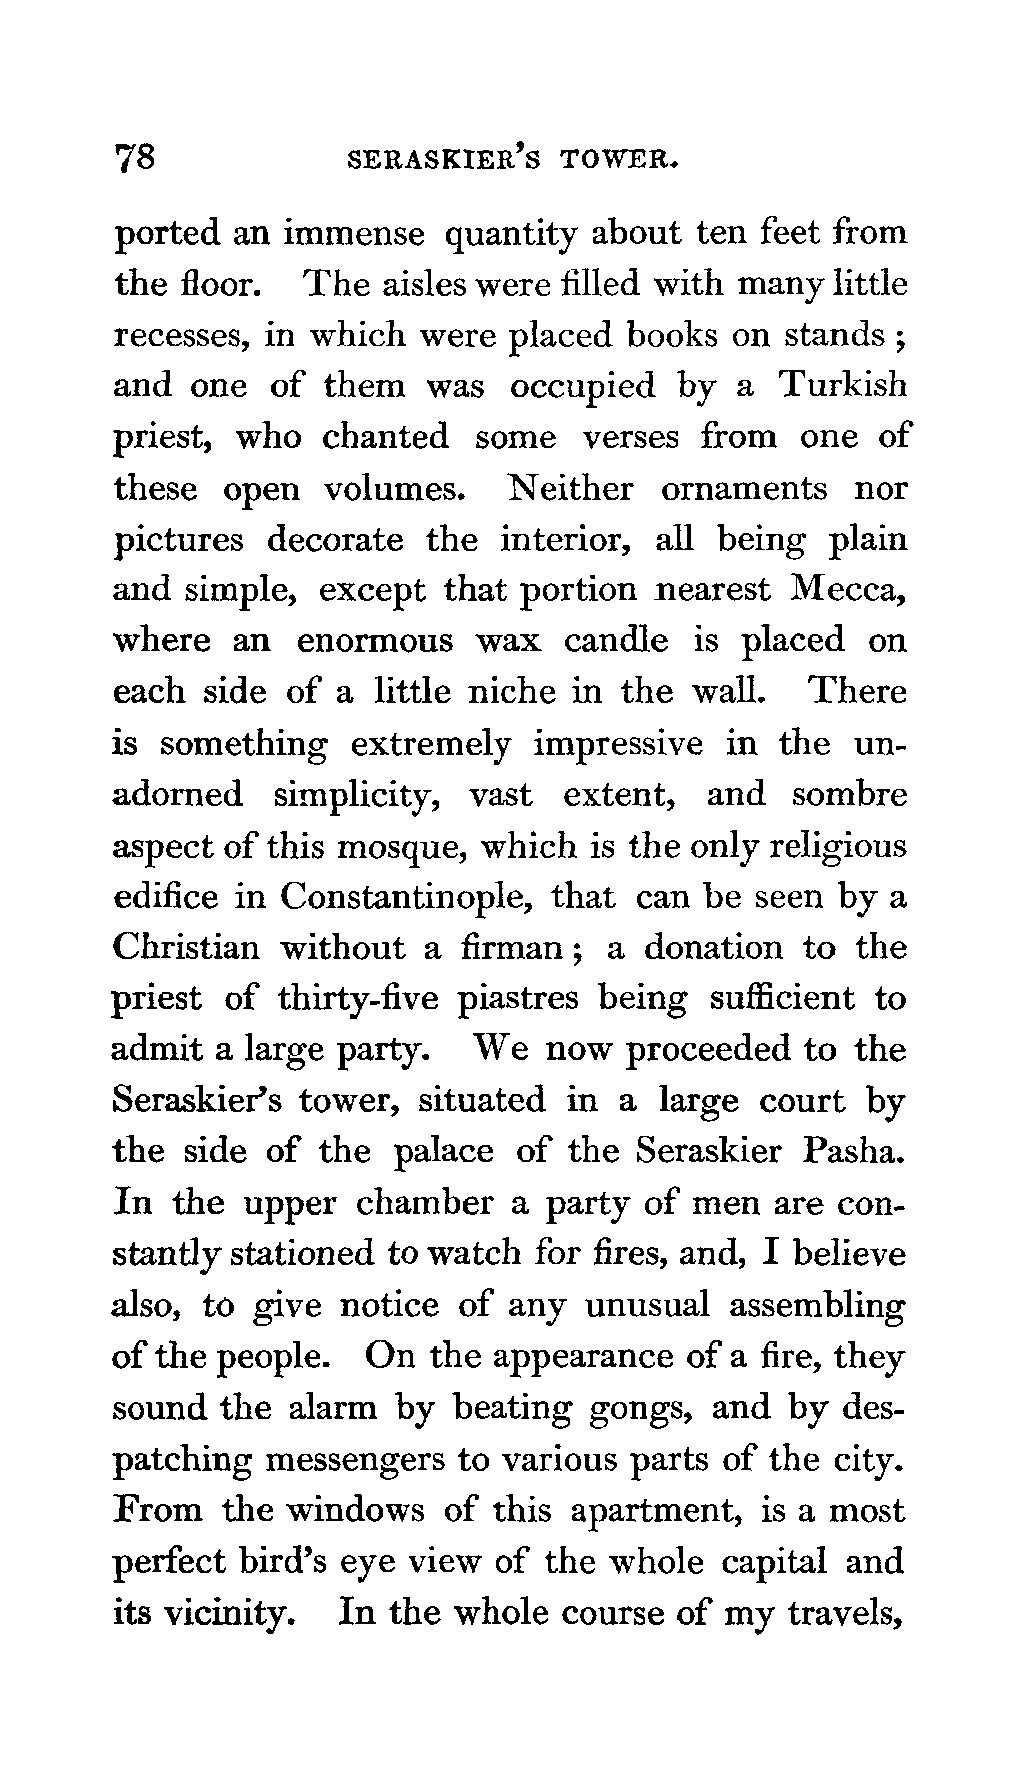 78 SERASKIER'S TOWER.
ported an immense quantity about ten feet from
the floor. The aisles were filled with many little
recesses, in which were placed books on stands ;
and one of them was occupied by a Turkish
priest, who chanted some verses from one of
these open volumes. Neither ornaments nor
pictures decorate the interior, all being plain
and simple, except that portion nearest Mecca,
where an enormous wax candle is placed on
each side of a little niche in the wall. There
is something extremely impressive in the un-
adorned simplicity, vast extent, and sombre
aspect of this mosque, which is the only religious
edifice in Constantinople, that can be seen by a
Christian without a firman ; a donation to the
priest of thirty-five piastres being sufficient to
admit a large party. We now proceeded to the
Seraskier's tower, situated in a large court by
the side of the palace of the Seraskier Pasha.
In the upper chamber a party of men are con-
stantly stationed to watch for fires, and, I believe
also, to give notice of any unusual assembling
of the people. On the appearance of a fire, they
sound the alarm by beating gongs, and by des-
patching messengers to various parts of the city.
From the windows of this apartment, is a most
perfect bird's eye view of the whole capital and
its vicinity. In the whole course of my travels,